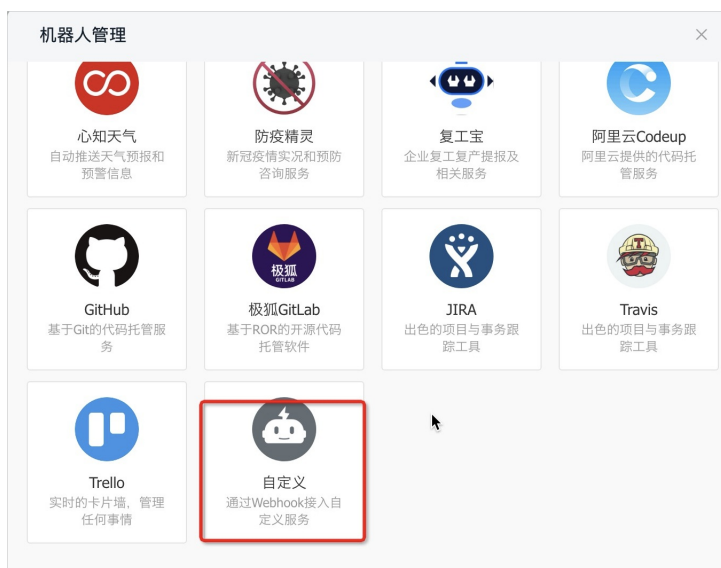 机器人管理
心知天气
自动推送天气预报和
预警信息
防疫精灵
新冠疫情实况和预防
咨询服务
复工宝
企业复工复产提报及
相关服务
阿里云Codeup
阿里云提供的代码托
管服务
GitHub
基于Git的代码托管服
务
极狐
GITLAB
极狐GitLab
基于ROR的开源代码
托管软件
JIRA
出色的项目与事务跟
踪工具
T
Travis
出色的项目与事务跟
踪工具
Trello
实时的卡片墙，管理
任何事情
自定义
通过Webhook接入自
定义服务